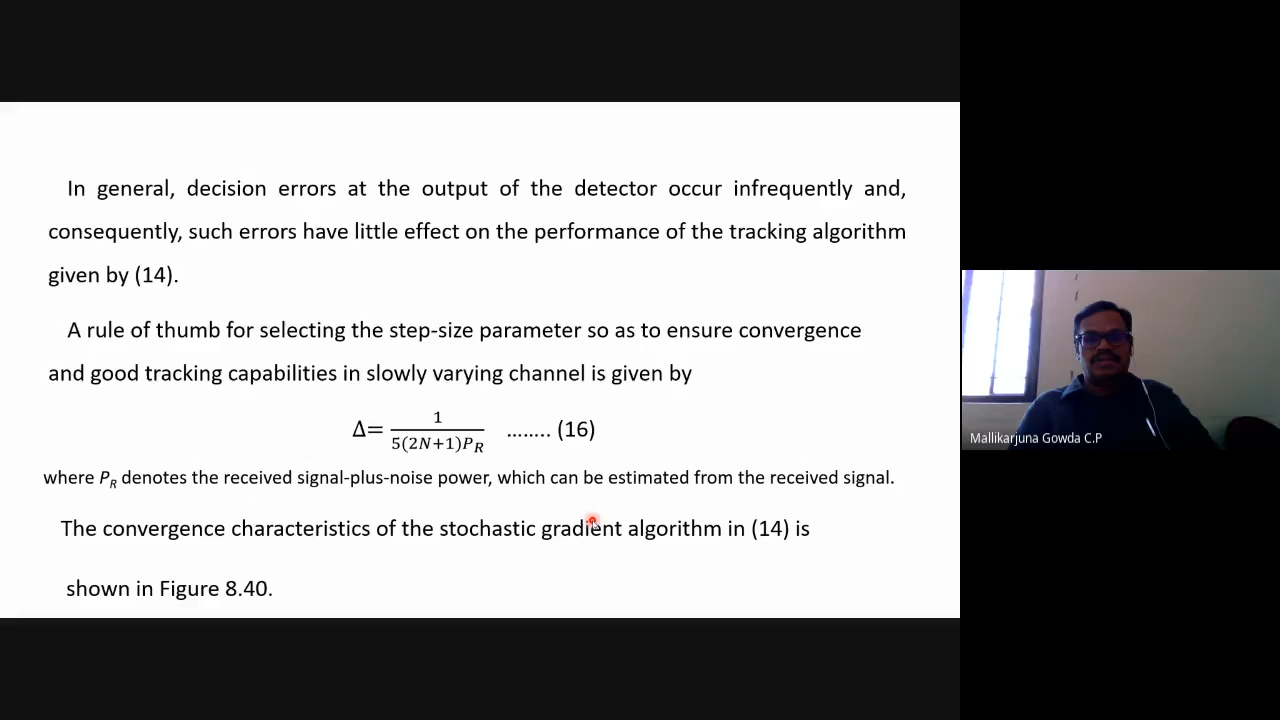 In general, decision errors at the output of the detector occur infrequently and,
consequently, such errors have little effect on the performance of the tracking algorithm
given by (14).
A rule of thumb for selecting the step-size parameter so as to ensure convergence
and good tracking capabilities in slowly varying channel is given by
Δ= 1/5(2N+1)P_R …….. (16)
where P_R denotes the received signal-plus-noise power, which can be estimated from the received signal.
The convergence characteristics of the stochastic gradient algorithm in (14) is
shown in Figure 8.40.
Mallikarjuna Gowda C.P